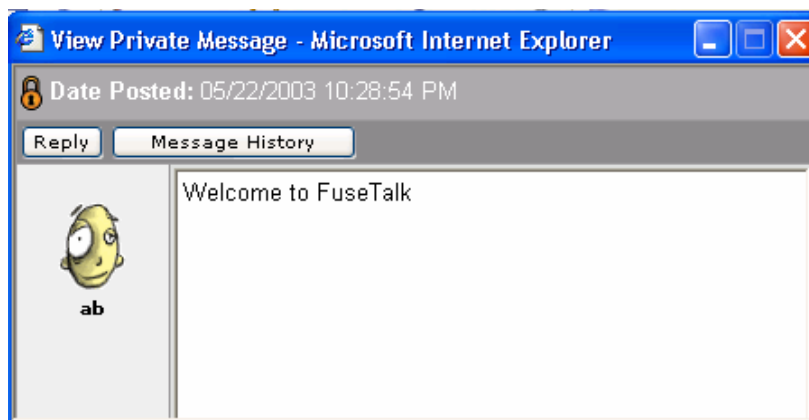 View Private Message - Microsoft Internet Explorer
Date Posted: 05/22/2003 10:28:54 PM
Reply Message History
Welcome to FuseTalk
ab